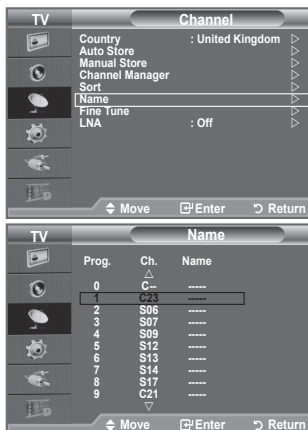 TV Channel
Country : United Kingdom
Auto Store
Manual Store
Channel Manager
Sort
Name
Fine Tune
LNA : Off
Move Enter Return
TV Name
Prog. Ch. Name
0 C-- -----
1 C23 -----
2 S06 -----
3 S07 -----
4 S09 -----
5 S12 -----
6 S13 -----
7 S14 -----
8 S17 -----
9 C21 -----
Move Enter Return